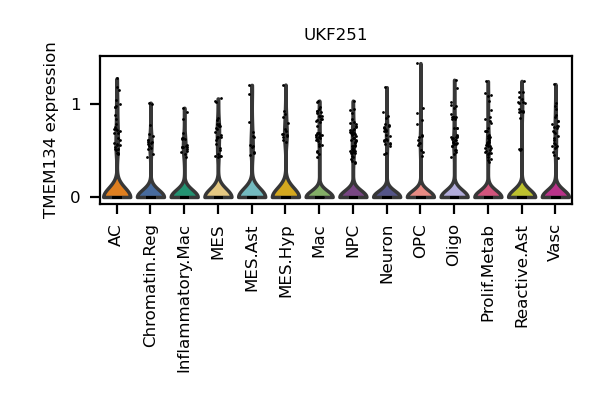 UKF251
TMEM134 expression
1
0
AC
Chromatin.Reg
Inflammatory.Mac
MES
MES.Ast
MES.Hyp
Mac
NPC
Neuron
OPC
Oligo
Prolif.Metab
Reactive.Ast
Vasc